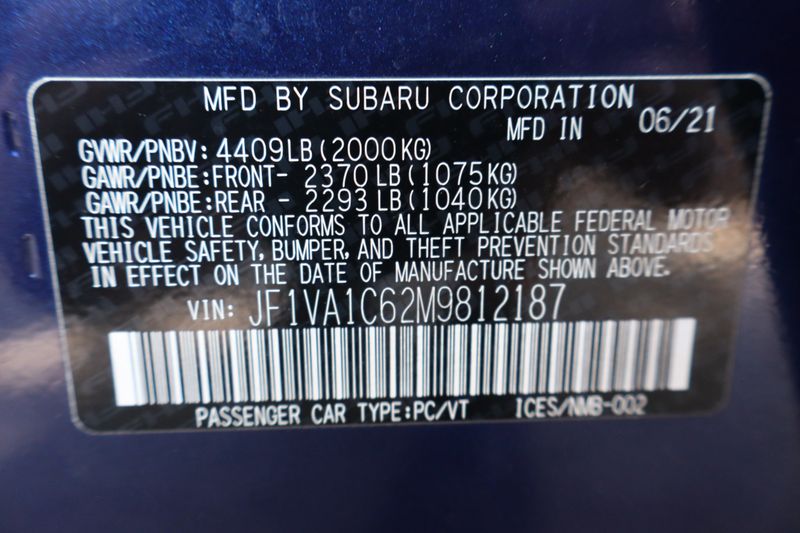 MFD BY SUBARU CORPORATION
MFD IN 06/21
GVWR/PNBV: 4409LB(2000KG)
GAWR/PNBE:FRONT- 2370LB(1075KG)
GAWR/PNBE:REAR - 2293LB(1040KG)
THIS VEHICLE CONFORMS TO ALL APPLICABLE FEDERAL MOTOR
VEHICLE SAFETY, BUMPER, AND THEFT PREVENTION STANDARDS
IN EFFECT ON THE DATE OF MANUFACTURE SHOWN ABOVE.
VIN: JF1VA1C62M9812187
PASSENGER CAR TYPE:PC/VT ICES/NMB-002